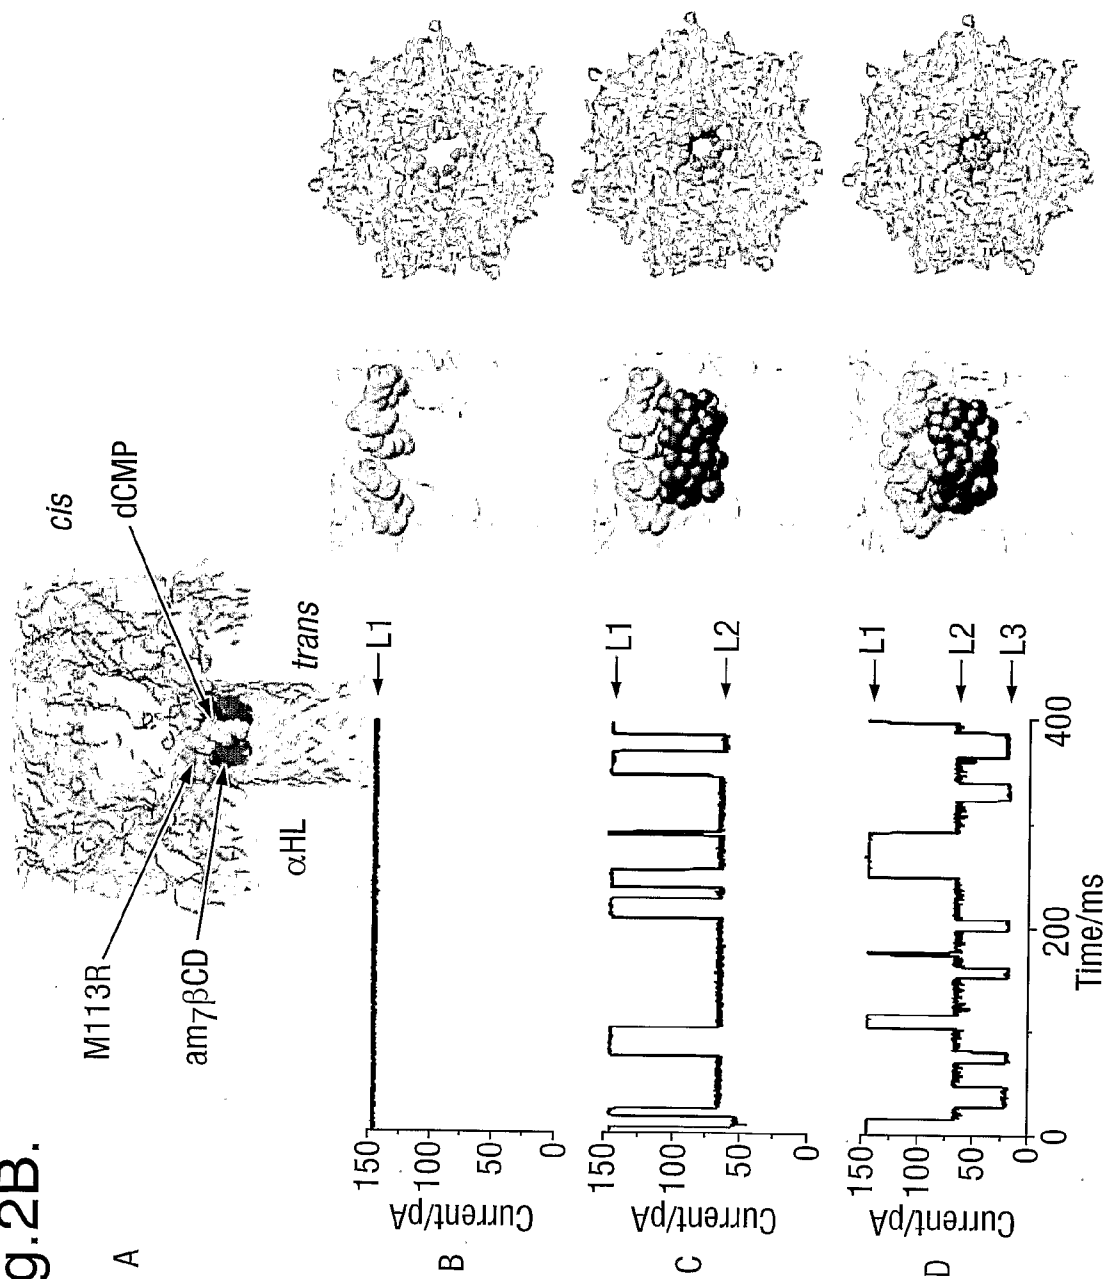 g.2B.
A
M113R
am7βCD
αHL
cis
dCMP
trans
B
Current/pA
150
100
50
0
L1
C
Current/pA
150
100
50
0
L1
L2
D
Current/pA
150
100
50
0
L1
L2
L3
0
200
400
Time/ms